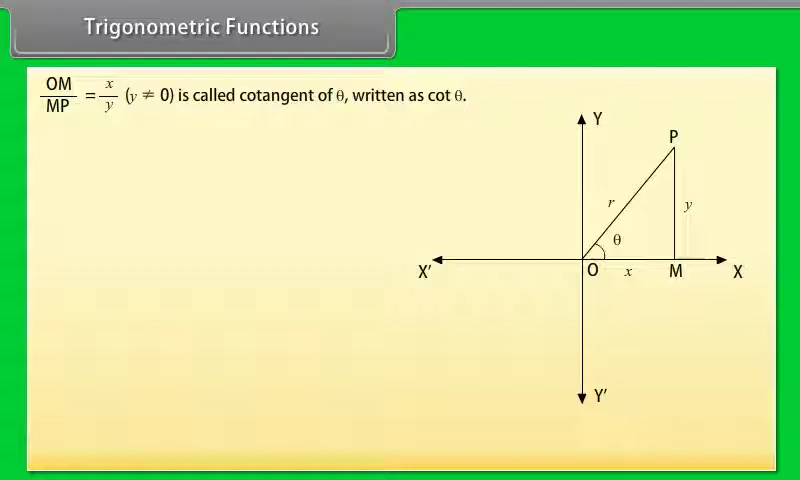 Trigonometric Functions
OM/MP = x/y (y ≠ 0) is called cotangent of θ, written as cot θ.
Y
P
r
y
θ
X′ O x M X
Y′